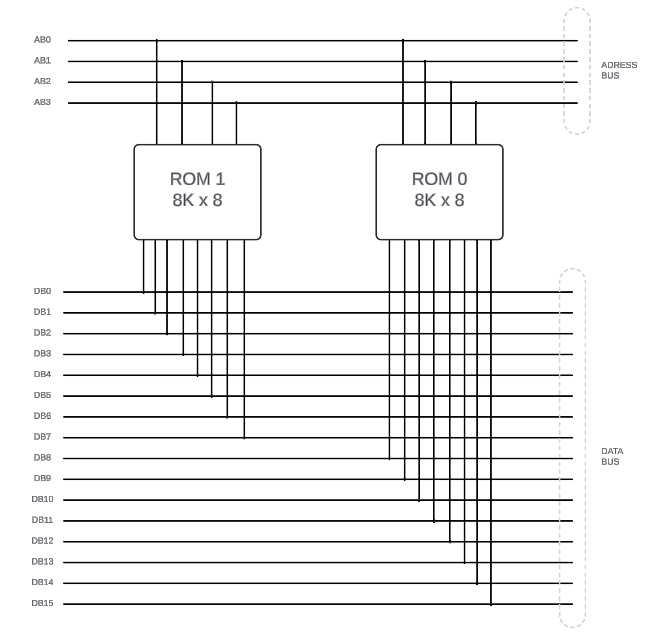 AB0
AB1
AB2
AB3
ADRESS
BUS
ROM 1
8K x 8
ROM 0
8K x 8
DB0
DB1
DB2
DB3
DB4
DB5
DB6
DB7
DB8
DB9
DB10
DB11
DB12
DB13
DB14
DB15
DATA
BUS